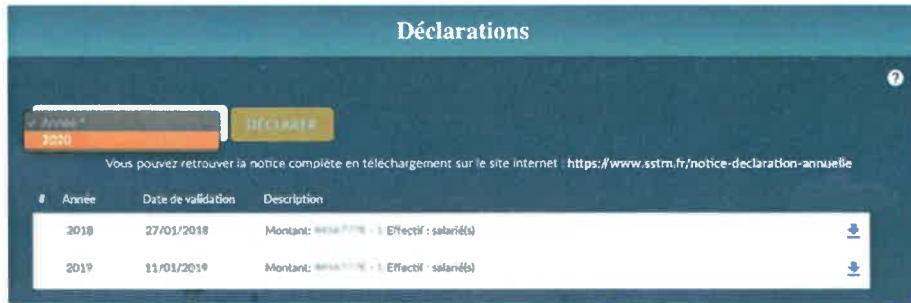 Déclarations
?
✓ Année *
2020
DÉCLARER
Vous pouvez retrouver la notice complète en téléchargement sur le site internet : https://www.sstm.fr/notice-declaration-annuelle
# Année Date de validation Description
2018 27/01/2018 Montant: Effectif : salarié(s)
2019 11/01/2019 Montant: Effectif : salarié(s)